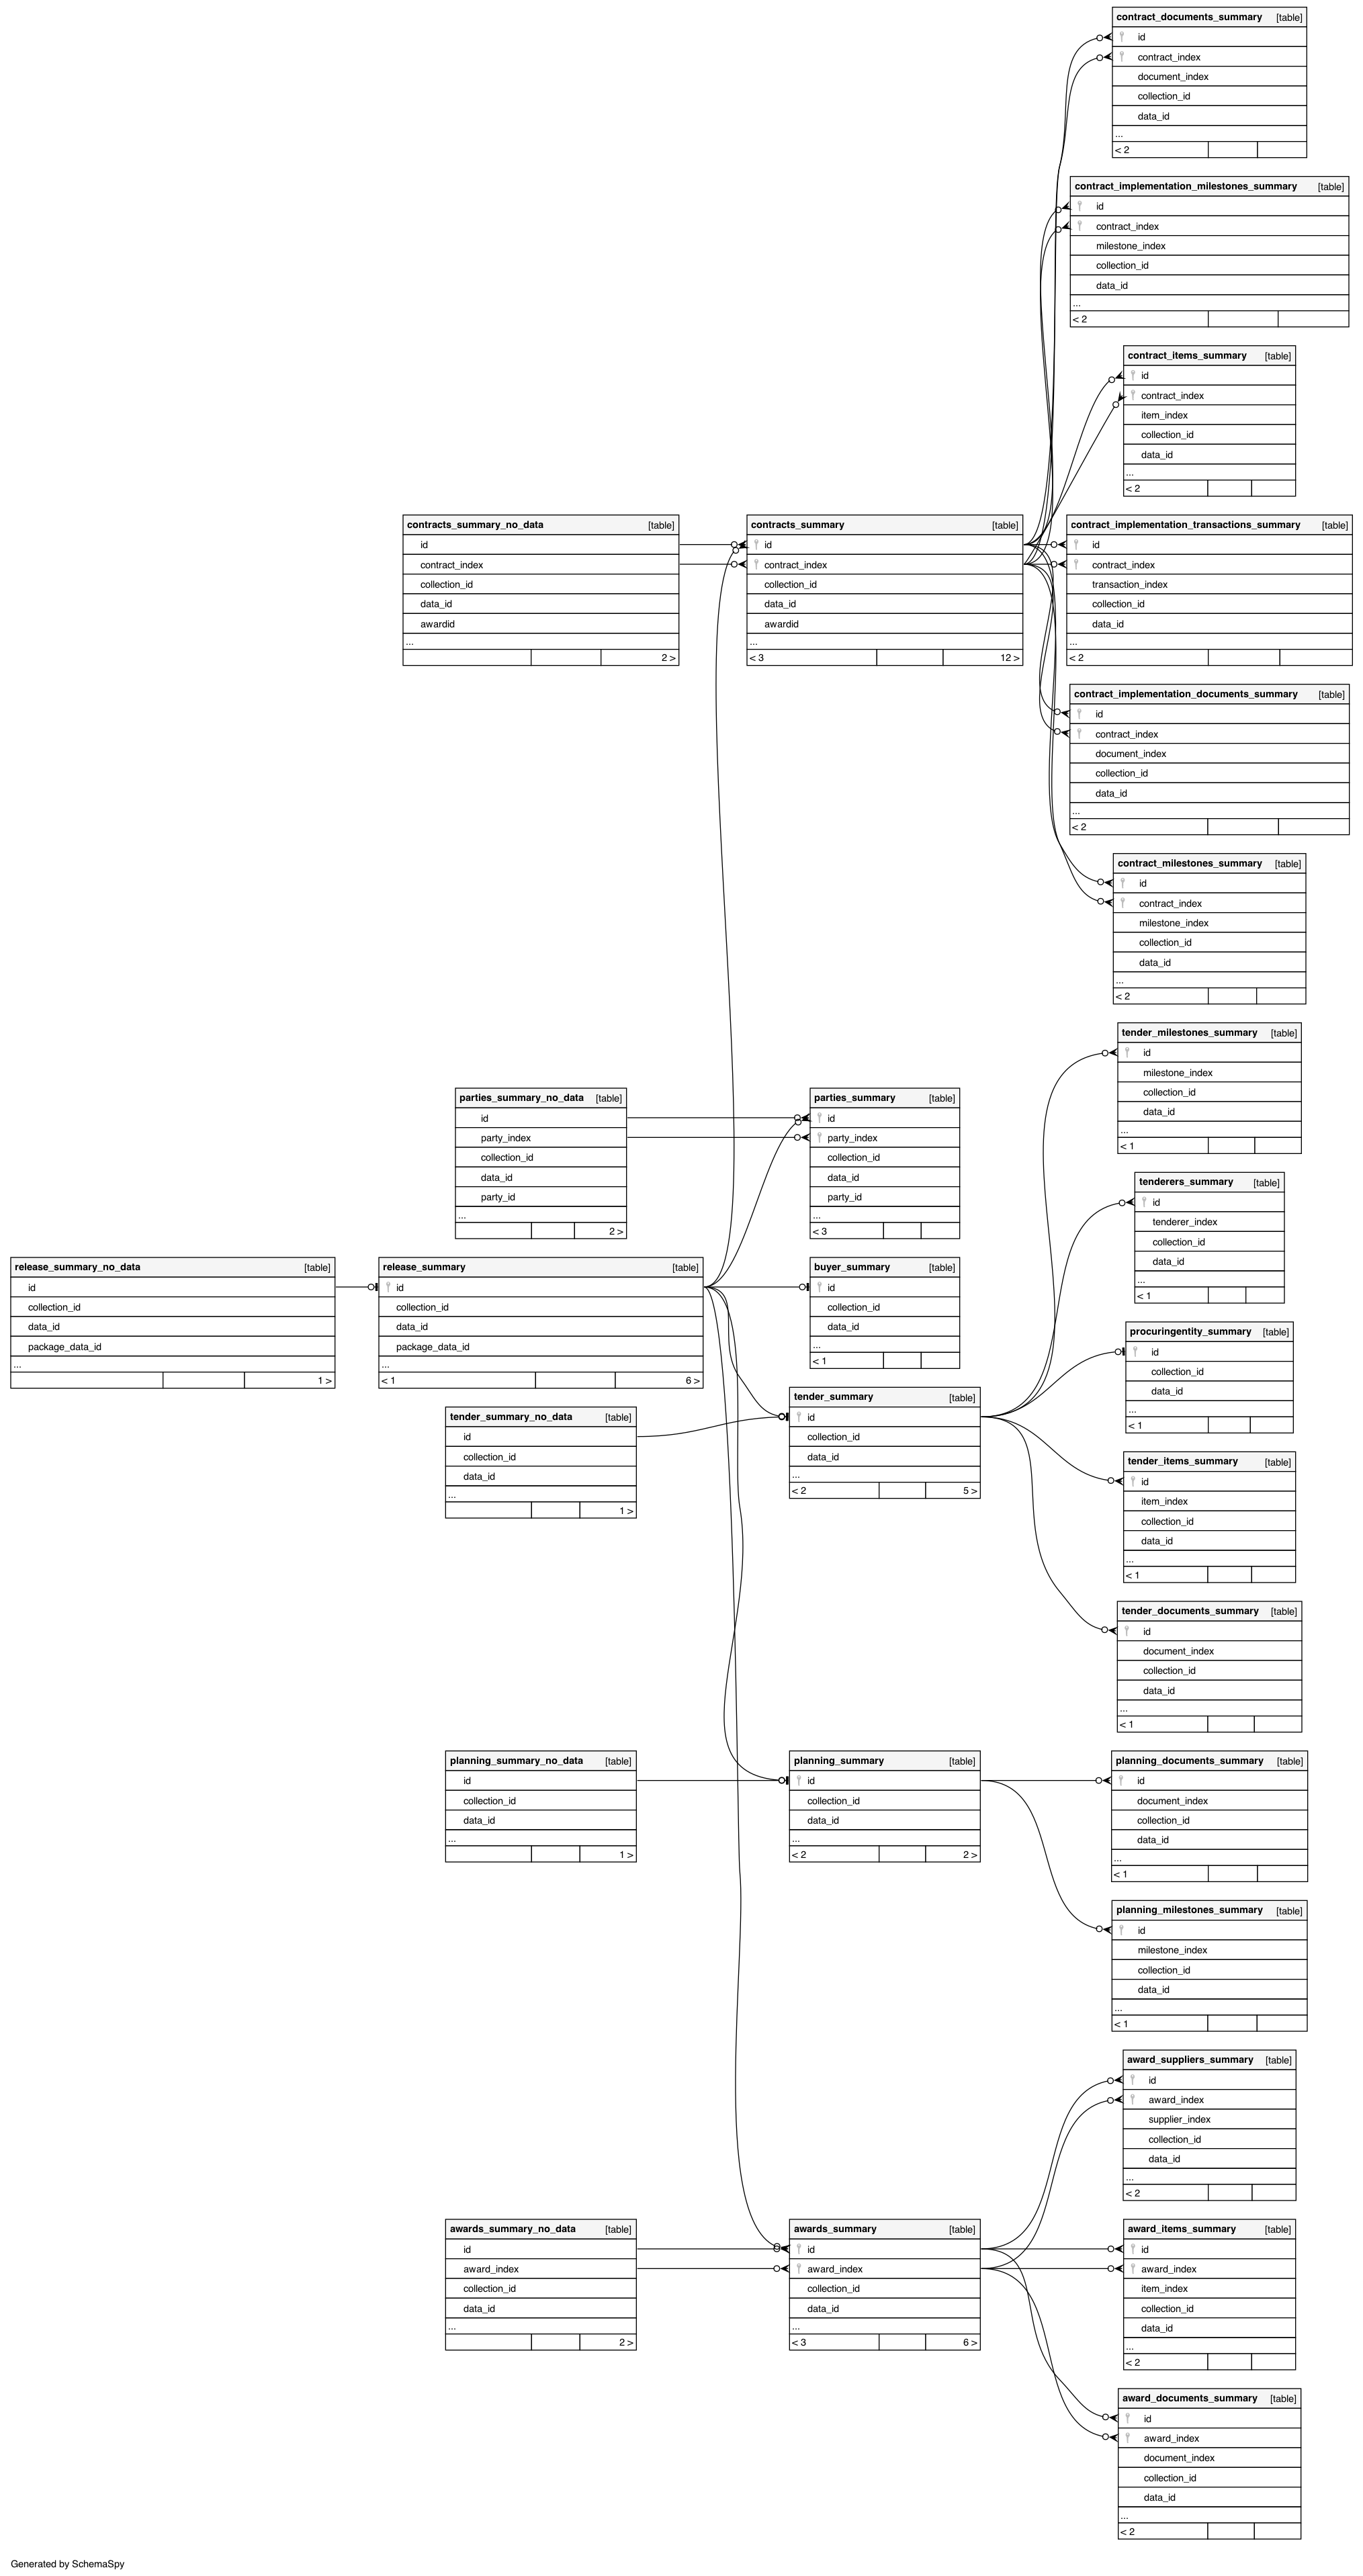 contract_documents_summary [table]
id
contract_index
document_index
collection_id
data_id
...
< 2
contract_implementation_milestones_summary [table]
id
contract_index
milestone_index
collection_id
data_id
...
< 2
contract_items_summary [table]
id
contract_index
item_index
collection_id
data_id
...
< 2
contracts_summary_no_data [table]
id
contract_index
collection_id
data_id
awardid
...
2 >
contracts_summary [table]
id
contract_index
collection_id
data_id
awardid
...
< 3 12 >
contract_implementation_transactions_summary [table]
id
contract_index
transaction_index
collection_id
data_id
...
< 2
contract_implementation_documents_summary [table]
id
contract_index
document_index
collection_id
data_id
...
< 2
contract_milestones_summary [table]
id
contract_index
milestone_index
collection_id
data_id
...
< 2
tender_milestones_summary [table]
id
milestone_index
collection_id
data_id
...
< 1
parties_summary_no_data [table]
id
party_index
collection_id
data_id
party_id
...
2 >
parties_summary [table]
id
party_index
collection_id
data_id
party_id
...
< 3
tenderers_summary [table]
id
tenderer_index
collection_id
data_id
...
< 1
release_summary_no_data [table]
id
collection_id
data_id
package_data_id
...
1 >
release_summary [table]
id
collection_id
data_id
package_data_id
...
< 1 6 >
buyer_summary [table]
id
collection_id
data_id
...
< 1
procuringentity_summary [table]
id
collection_id
data_id
...
< 1
tender_summary_no_data [table]
id
collection_id
data_id
...
1 >
tender_summary [table]
id
collection_id
data_id
...
< 2 5 >
tender_items_summary [table]
id
item_index
collection_id
data_id
...
< 1
tender_documents_summary [table]
id
document_index
collection_id
data_id
...
< 1
planning_summary_no_data [table]
id
collection_id
data_id
...
1 >
planning_summary [table]
id
collection_id
data_id
...
< 2 2 >
planning_documents_summary [table]
id
document_index
collection_id
data_id
...
< 1
planning_milestones_summary [table]
id
milestone_index
collection_id
data_id
...
< 1
award_suppliers_summary [table]
id
award_index
supplier_index
collection_id
data_id
...
< 2
awards_summary_no_data [table]
id
award_index
collection_id
data_id
...
2 >
awards_summary [table]
id
award_index
collection_id
data_id
...
< 3 6 >
award_items_summary [table]
id
award_index
item_index
collection_id
data_id
...
< 2
award_documents_summary [table]
id
award_index
document_index
collection_id
data_id
...
< 2
Generated by SchemaSpy